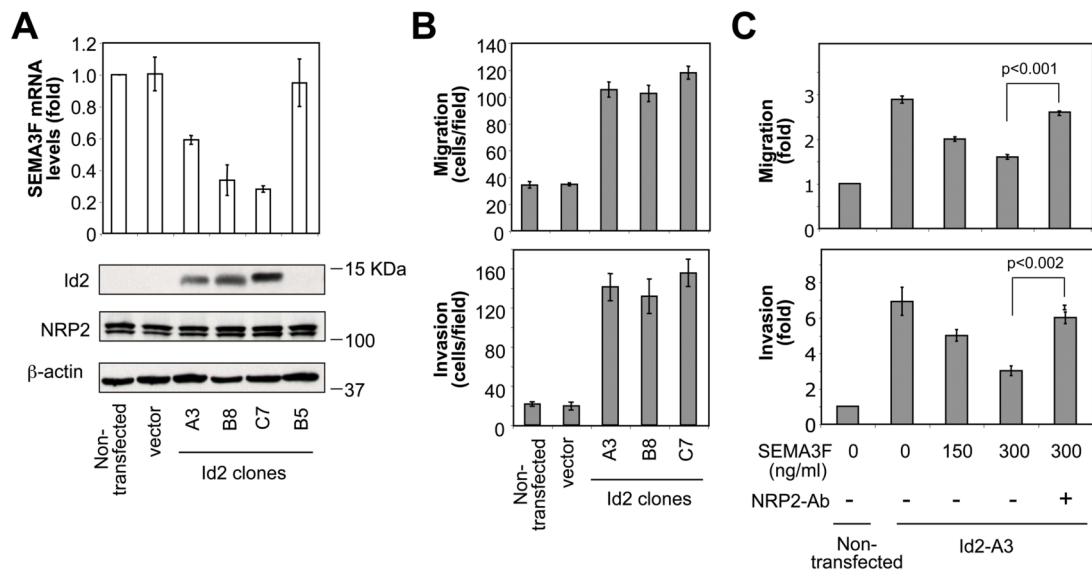 A
SEMA3F mRNA
levels (fold)
1.2
1
0.8
0.6
0.4
0.2
0
Id2
15 KDa
NRP2
100
β-actin
37
Non-
transfected
vector
A3
B8
C7
B5
Id2 clones
B
Migration
(cells/field)
140
120
100
80
60
40
20
0
Invasion
(cells/field)
160
120
80
40
0
Non-
transfected
vector
A3
B8
C7
Id2 clones
C
Migration
(fold)
3
2
1
0
p<0.001
Invasion
(fold)
8
6
4
2
0
p<0.002
SEMA3F 0 0 150 300 300
(ng/ml)
NRP2-Ab - - - - +
Non-
transfected
Id2-A3